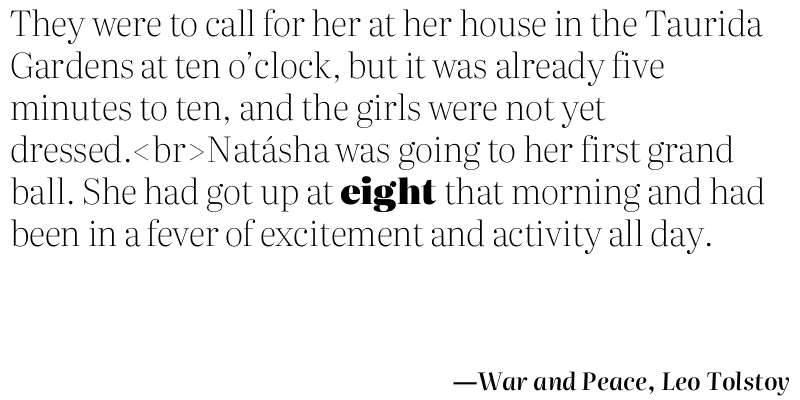 They were to call for her at her house in the Taurida
Gardens at ten o’clock, but it was already five
minutes to ten, and the girls were not yet
dressed.<br>Natásha was going to her first grand
ball. She had got up at eight that morning and had
been in a fever of excitement and activity all day.
—War and Peace, Leo Tolstoy